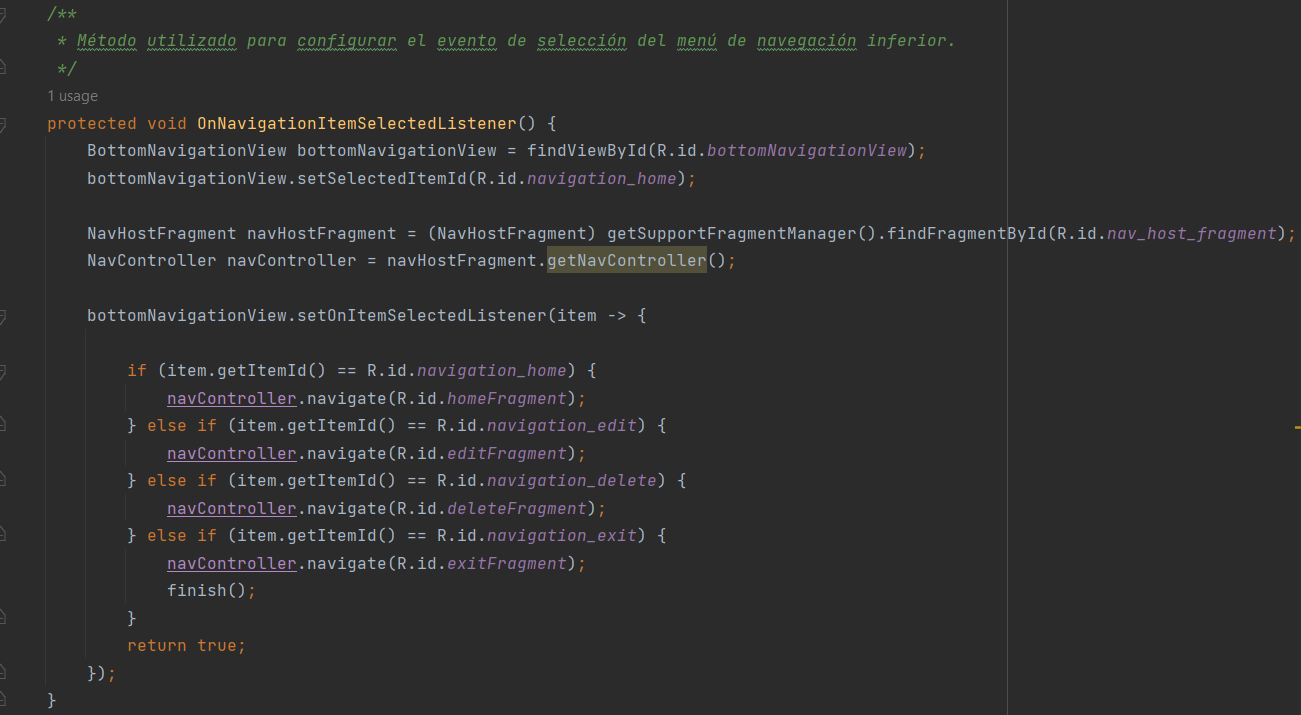 /**
 * Método utilizado para configurar el evento de selección del menú de navegación inferior.
 */
1 usage
protected void OnNavigationItemSelectedListener() {
    BottomNavigationView bottomNavigationView = findViewById(R.id.bottomNavigationView);
    bottomNavigationView.setSelectedItemId(R.id.navigation_home);

    NavHostFragment navHostFragment = (NavHostFragment) getSupportFragmentManager().findFragmentById(R.id.nav_host_fragment);
    NavController navController = navHostFragment.getNavController();

    bottomNavigationView.setOnItemSelectedListener(item -> {

        if (item.getItemId() == R.id.navigation_home) {
            navController.navigate(R.id.homeFragment);
        } else if (item.getItemId() == R.id.navigation_edit) {
            navController.navigate(R.id.editFragment);
        } else if (item.getItemId() == R.id.navigation_delete) {
            navController.navigate(R.id.deleteFragment);
        } else if (item.getItemId() == R.id.navigation_exit) {
            navController.navigate(R.id.exitFragment);
            finish();
        }
        return true;
    });
}